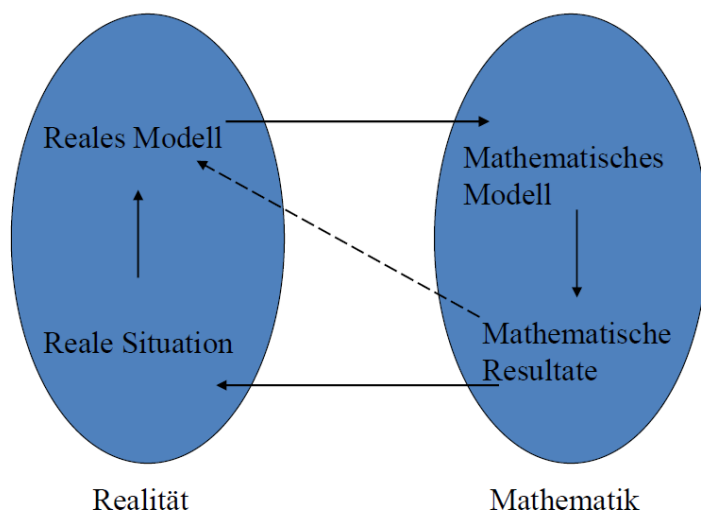 Reales Modell
Mathematisches
Modell
Reale Situation
Mathematische
Resultate
Realität
Mathematik